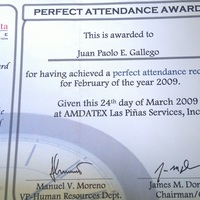 PERFECT ATTENDANCE AWARD
This is awarded to
Juan Paolo E. Gallego
for having achieved a perfect attendance rec
for February of the year 2009.
Given this 24th day of March 2009
at AMDATEX Las Piñas Services, Inc
Manuel V. Moreno
VP-Human Resources Dept.
James M. Don
Chairman/C